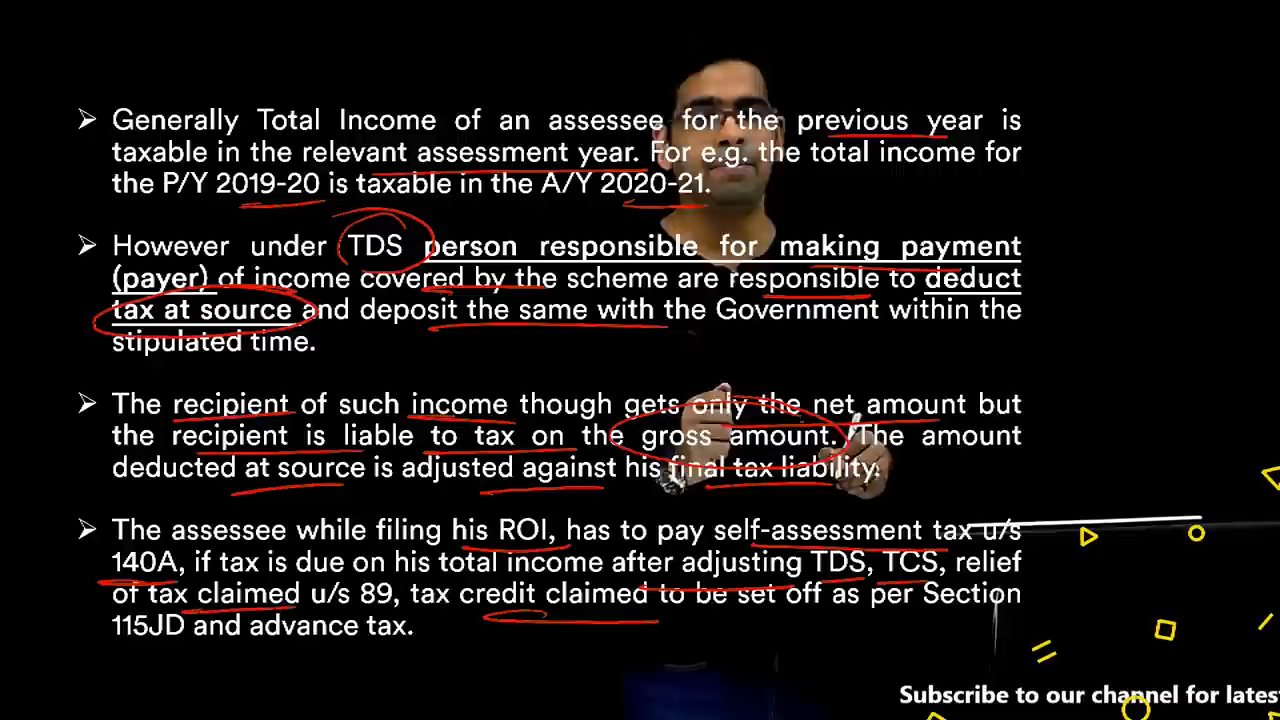 ➢ Generally Total Income of an assessee for the previous year is
taxable in the relevant assessment year. For e.g. the total income for
the P/Y 2019-20 is taxable in the A/Y 2020-21.
➢ However under TDS person responsible for making payment
(payer) of income covered by the scheme are responsible to deduct
tax at source and deposit the same with the Government within the
stipulated time.
➢ The recipient of such income though gets only the net amount but
the recipient is liable to tax on the gross amount. The amount
deducted at source is adjusted against his final tax liability.
➢ The assessee while filing his ROI, has to pay self-assessment tax u/s
140A, if tax is due on his total income after adjusting TDS, TCS, relief
of tax claimed u/s 89, tax credit claimed to be set off as per Section
115JD and advance tax.
Subscribe to our channel for latest